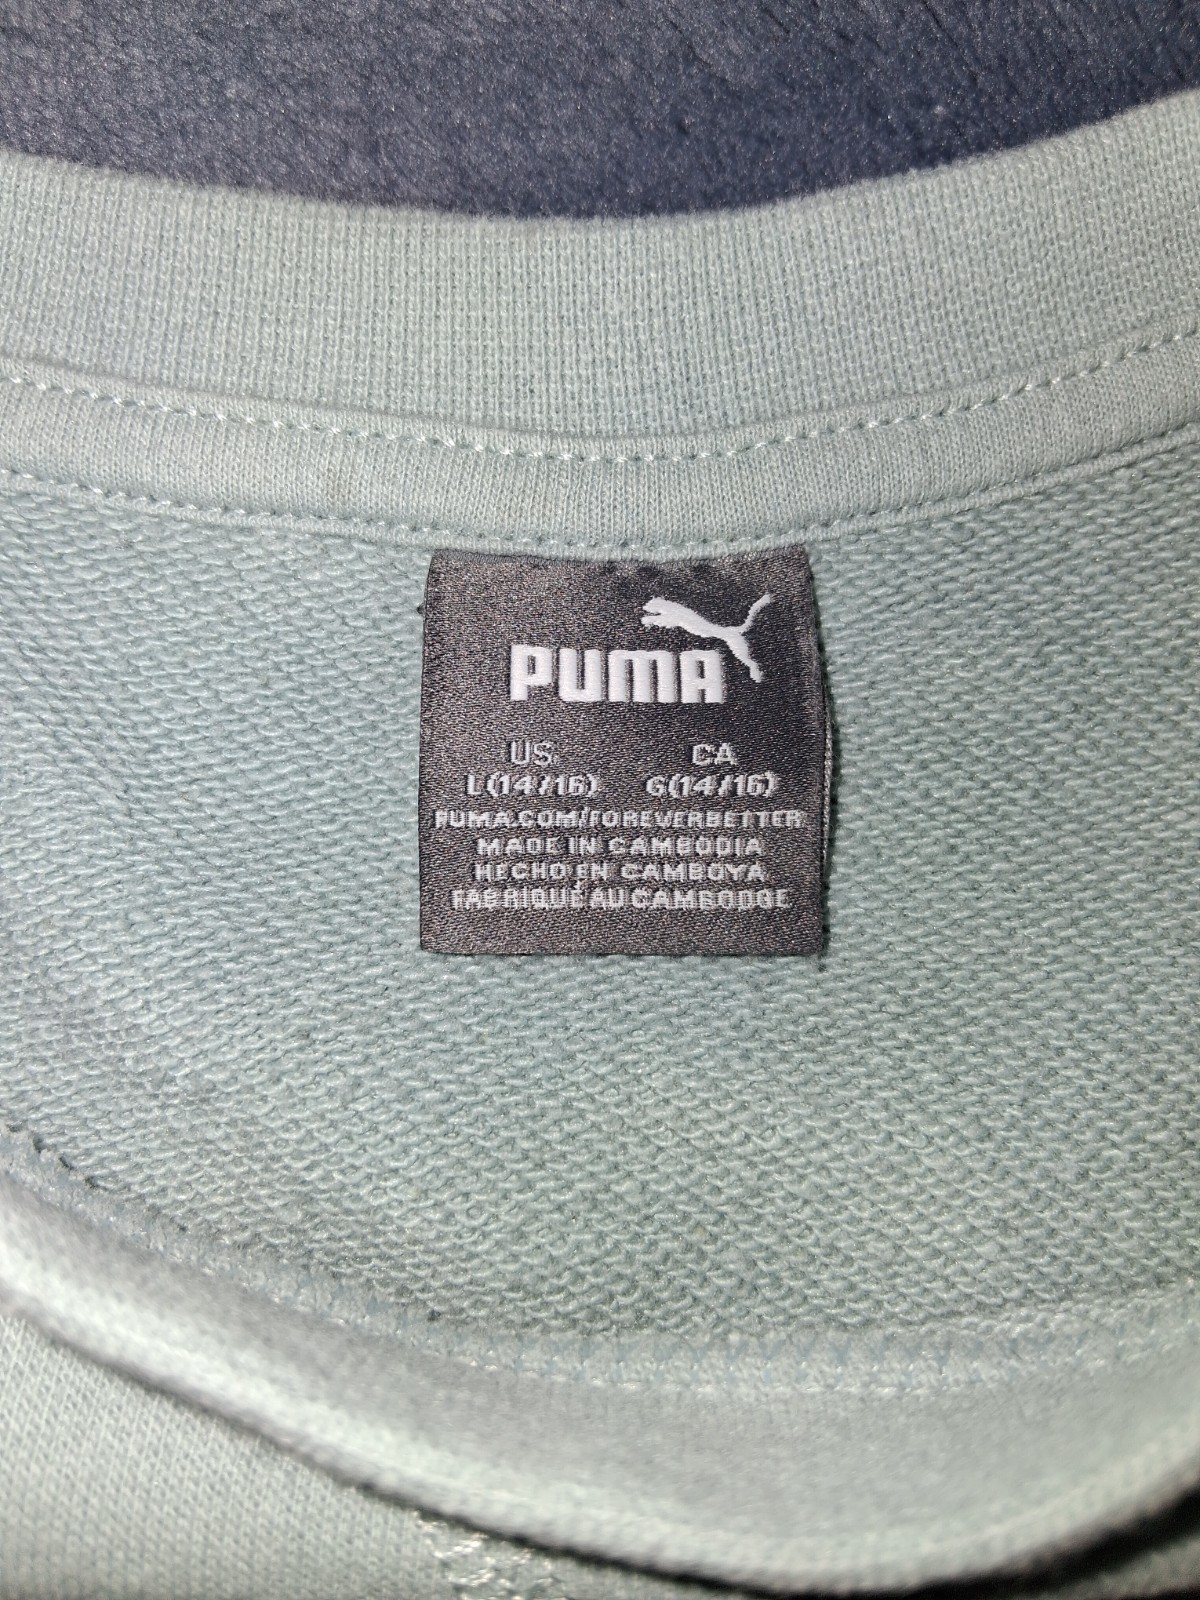 PUMA
US CA
L(14/16) G(14/16)
PUMA.COM/FOREVERBETTER
MADE IN CAMBODIA
HECHO EN CAMBOYA
FABRIQUÉ AU CAMBODGE